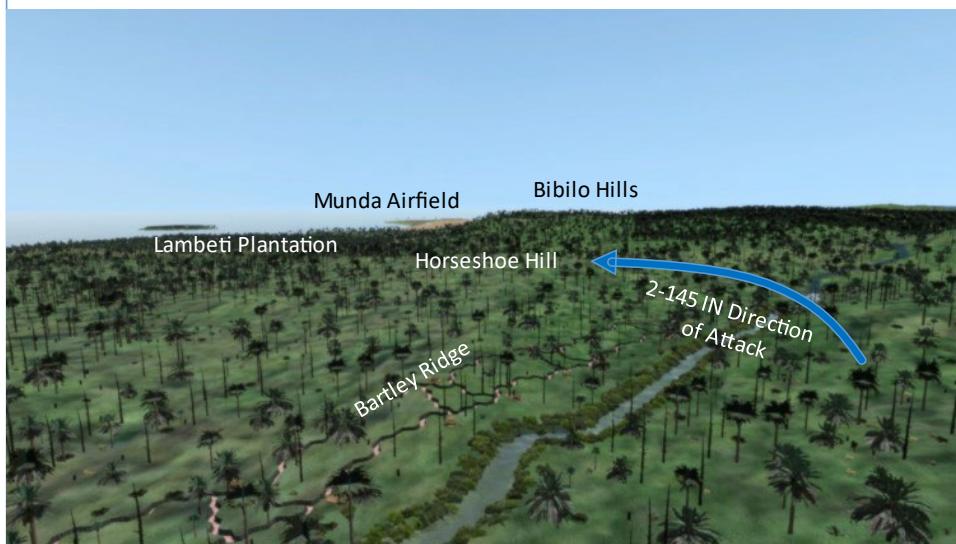 Bibilo Hills
Munda Airfield
Lambeti Plantation
Horseshoe Hill
2-145 IN Direction
of Attack
Bartley Ridge